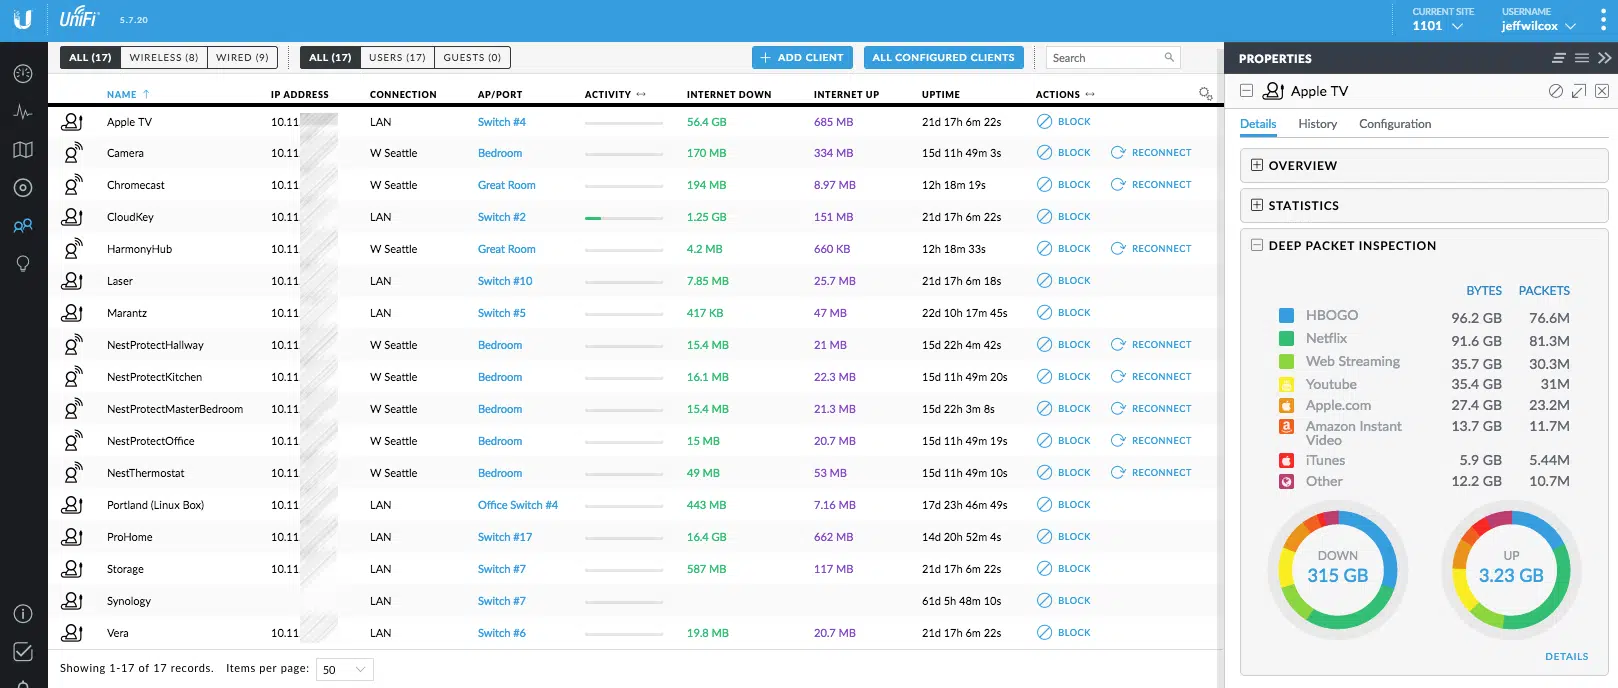 UniFi 5.7.20
CURRENT SITE USERNAME
1101 jeffwilcox
ALL (17) WIRELESS (8) WIRED (9) ALL (17) USERS (17) GUESTS (0) + ADD CLIENT ALL CONFIGURED CLIENTS Search
NAME ↑ IP ADDRESS CONNECTION AP/PORT ACTIVITY ↔ INTERNET DOWN INTERNET UP UPTIME ACTIONS ↔
Apple TV 10.11 LAN Switch #4 56.4 GB 685 MB 21d 17h 6m 22s BLOCK
Camera 10.11 W Seattle Bedroom 170 MB 334 MB 15d 11h 49m 3s BLOCK RECONNECT
Chromecast 10.11 W Seattle Great Room 194 MB 8.97 MB 12h 18m 19s BLOCK RECONNECT
CloudKey 10.11 LAN Switch #2 1.25 GB 151 MB 21d 17h 6m 22s BLOCK
HarmonyHub 10.11 W Seattle Great Room 4.2 MB 660 KB 12h 18m 33s BLOCK RECONNECT
Laser 10.11 LAN Switch #10 7.85 MB 25.7 MB 21d 17h 6m 18s BLOCK
Marantz 10.11 LAN Switch #5 417 KB 47 MB 22d 10h 17m 45s BLOCK
NestProtectHallway 10.11 W Seattle Bedroom 15.4 MB 21 MB 15d 22h 4m 42s BLOCK RECONNECT
NestProtectKitchen 10.11 W Seattle Bedroom 16.1 MB 22.3 MB 15d 11h 49m 20s BLOCK RECONNECT
NestProtectMasterBedroom 10.11 W Seattle Bedroom 15.4 MB 21.3 MB 15d 22h 3m 8s BLOCK RECONNECT
NestProtectOffice 10.11 W Seattle Bedroom 15 MB 20.7 MB 15d 11h 49m 19s BLOCK RECONNECT
NestThermostat 10.11 W Seattle Bedroom 49 MB 53 MB 15d 11h 49m 10s BLOCK RECONNECT
Portland (Linux Box) 10.11 LAN Office Switch #4 443 MB 7.16 MB 17d 23h 46m 49s BLOCK
ProHome 10.11 LAN Switch #17 16.4 GB 662 MB 14d 20h 52m 4s BLOCK
Storage 10.11 LAN Switch #7 587 MB 117 MB 21d 17h 6m 22s BLOCK
Synology LAN Switch #7 61d 5h 48m 10s BLOCK
Vera 10.11 LAN Switch #6 19.8 MB 20.7 MB 21d 17h 6m 22s BLOCK
Showing 1-17 of 17 records. Items per page: 50
PROPERTIES
Apple TV
Details History Configuration
OVERVIEW
STATISTICS
DEEP PACKET INSPECTION
BYTES PACKETS
HBOGO 96.2 GB 76.6M
Netflix 91.6 GB 81.3M
Web Streaming 35.7 GB 30.3M
Youtube 35.4 GB 31M
Apple.com 27.4 GB 23.2M
Amazon Instant 13.7 GB 11.7M
Video
iTunes 5.9 GB 5.44M
Other 12.2 GB 10.7M
DOWN UP
315 GB 3.23 GB
DETAILS